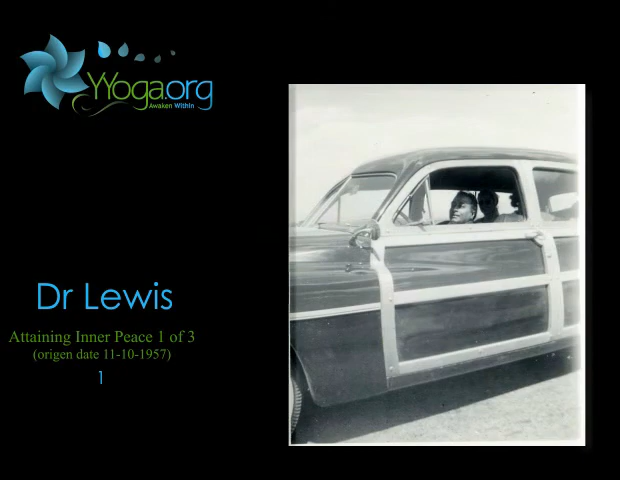 YYoga.org
Awaken Within
Dr Lewis
Attaining Inner Peace 1 of 3
(origen date 11-10-1957)
1